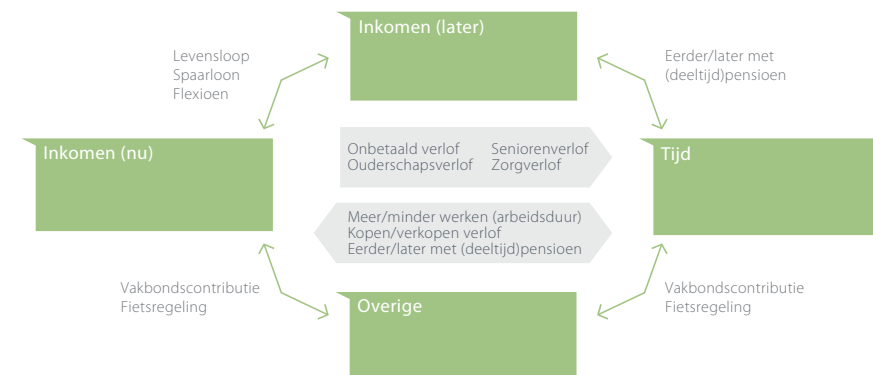 Inkomen (later)
Levensloop
Spaarloon
Flexioen
Eerder/later met
(deeltijd)pensioen
Inkomen (nu)
Onbetaald verlof Seniorenverlof
Ouderschapsverlof Zorgverlof
Tijd
Meer/minder werken (arbeidsduur)
Kopen/verkopen verlof
Eerder/later met (deeltijd)pensioen
Vakbondscontributie
Fietsregeling
Overige
Vakbondscontributie
Fietsregeling